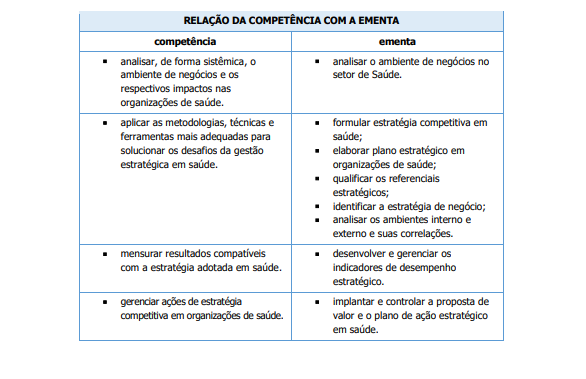 RELAÇÃO DA COMPETÊNCIA COM A EMENTA
competência
ementa
▪ analisar, de forma sistêmica, o
ambiente de negócios e os
respectivos impactos nas
organizações de saúde.
▪ analisar o ambiente de negócios no
setor de Saúde.
▪ aplicar as metodologias, técnicas e
ferramentas mais adequadas para
solucionar os desafios da gestão
estratégica em saúde.
▪ formular estratégia competitiva em
saúde;
▪ elaborar plano estratégico em
organizações de saúde;
▪ qualificar os referenciais
estratégicos;
▪ identificar a estratégia de negócio;
▪ analisar os ambientes interno e
externo e suas correlações.
▪ mensurar resultados compatíveis
com a estratégia adotada em saúde.
▪ desenvolver e gerenciar os
indicadores de desempenho
estratégico.
▪ gerenciar ações de estratégia
competitiva em organizações de saúde.
▪ implantar e controlar a proposta de
valor e o plano de ação estratégico
em saúde.